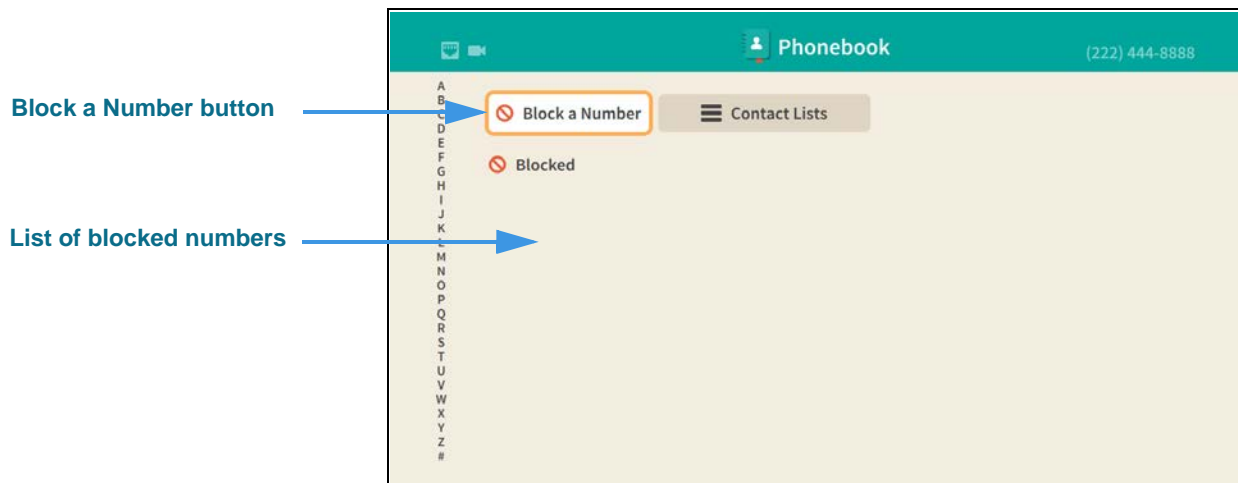 Phonebook
(222) 444-8888
Block a Number button
Block a Number
Contact Lists
Blocked
List of blocked numbers
A
B
C
D
E
F
G
H
I
J
K
L
M
N
O
P
Q
R
S
T
U
V
W
X
Y
Z
#